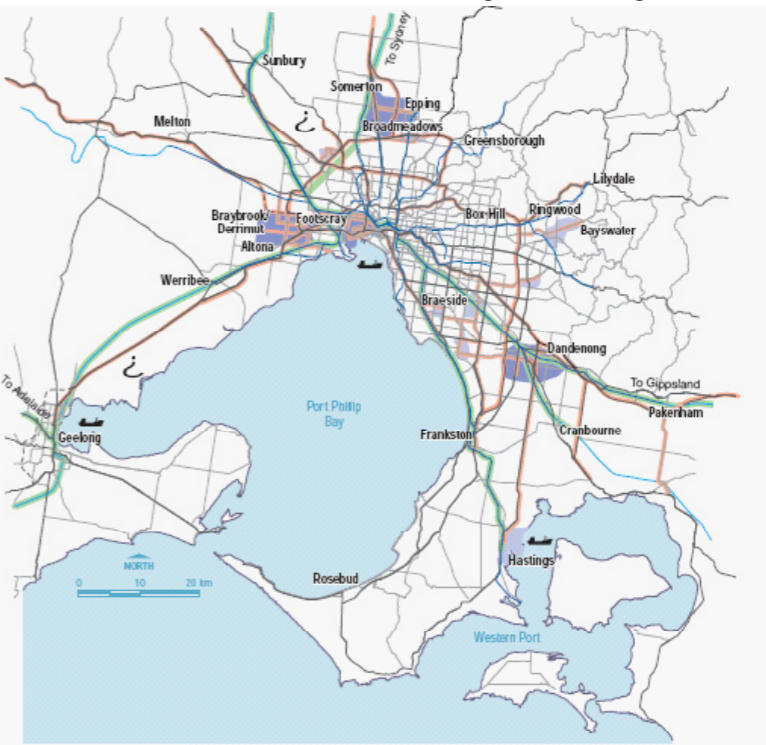 To Sydney
Sunbury
Somerton
Epping
Melton
Broadmeadows
Greensborough
Lilydale
Braybrook/
Derrimut
Footscray
Box Hill
Ringwood
Bayswater
Altona
Werribee
Braeside
Dandenong
To Adelaide
To Gippsland
Port Phillip
Bay
Pakenham
Geelong
Frankston
Cranbourne
NORTH
0 10 20 km
Rosebud
Hastings
Western Port